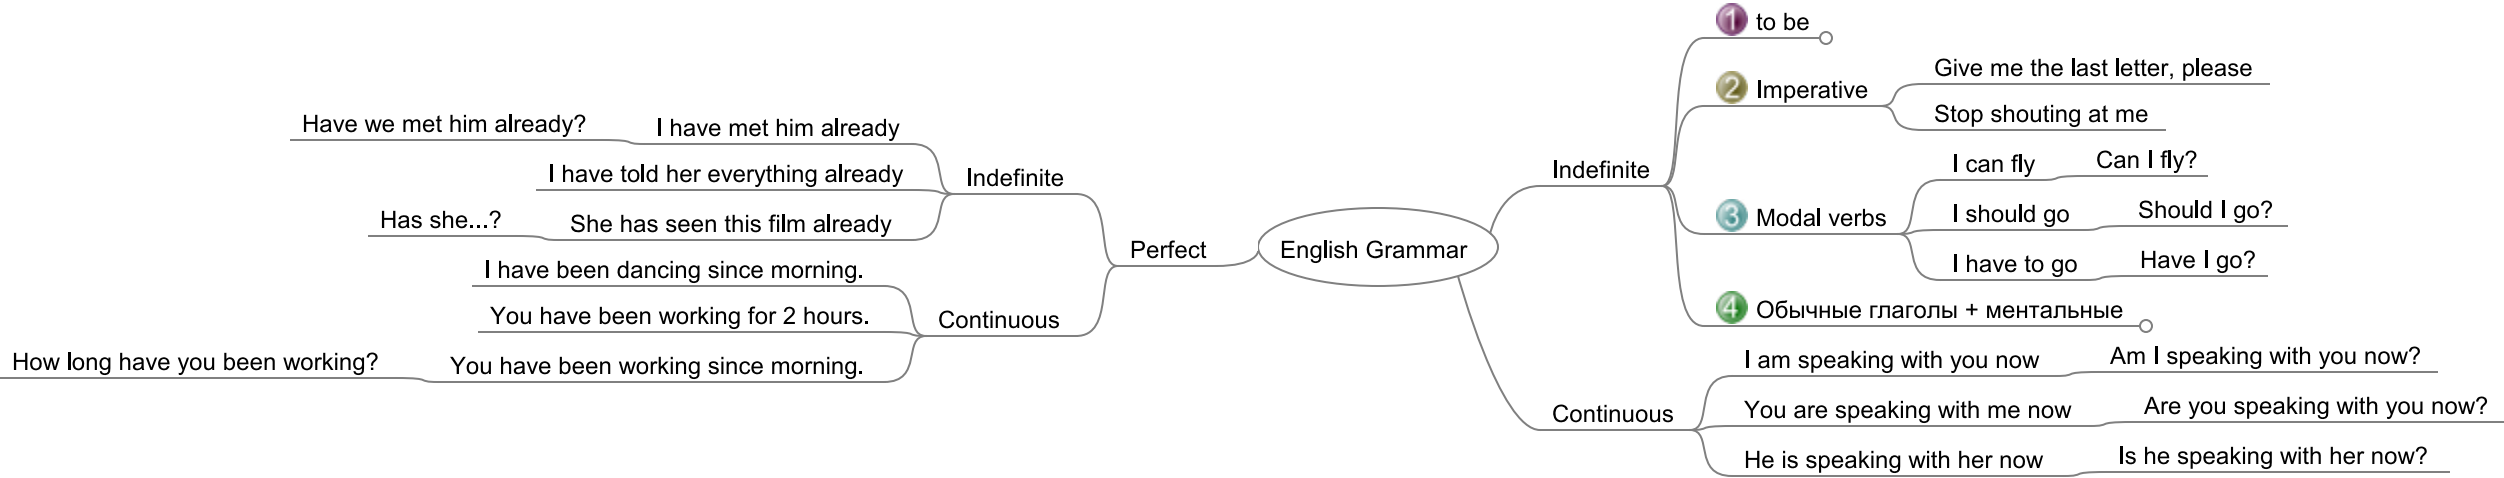 English Grammar
Indefinite
1 to be
2 Imperative
Give me the last letter, please
Stop shouting at me
3 Modal verbs
I can fly
Can I fly?
I should go
Should I go?
I have to go
Have I go?
4 Обычные глаголы + ментальные
Continuous
I am speaking with you now
Am I speaking with you now?
You are speaking with me now
Are you speaking with you now?
He is speaking with her now
Is he speaking with her now?
Perfect
Indefinite
I have met him already
Have we met him already?
I have told her everything already
She has seen this film already
Has she...?
Continuous
I have been dancing since morning.
You have been working for 2 hours.
You have been working since morning.
How long have you been working?